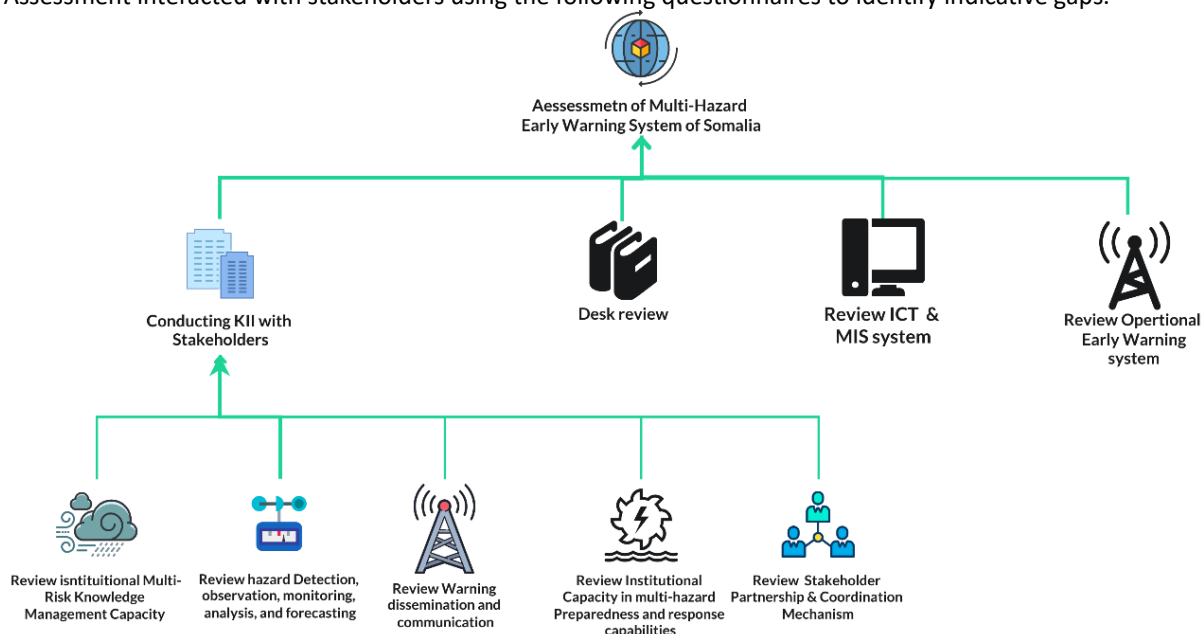 Assessment interacted with stakeholders using the following questionnaires to identify indicative gaps.
Aessessmetn of Multi-Hazard
Early Warning System of Somalia
Conducting KII with
Stakeholders
Desk review
Review ICT &
MIS system
Review Opertional
Early Warning
system
Review isntituitional Multi-
Risk Knowledge
Management Capacity
Review hazard Detection,
observation, monitoring,
analysis, and forecasting
Review Warning
dissemination and
communication
Review Institutional
Capacity in multi-hazard
Preparedness and response
capabilities
Review Stakeholder
Partnership & Coordination
Mechanism